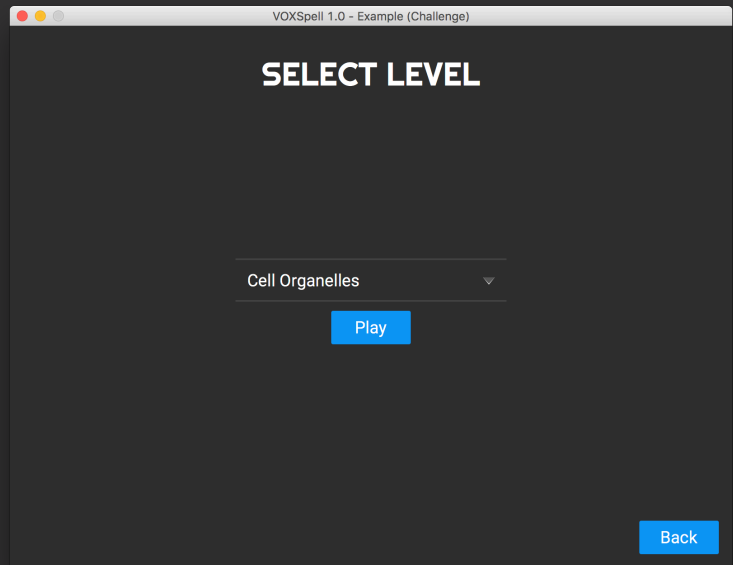 VOXSpell 1.0 - Example (Challenge)
SELECT LEVEL
Cell Organelles
Play
Back